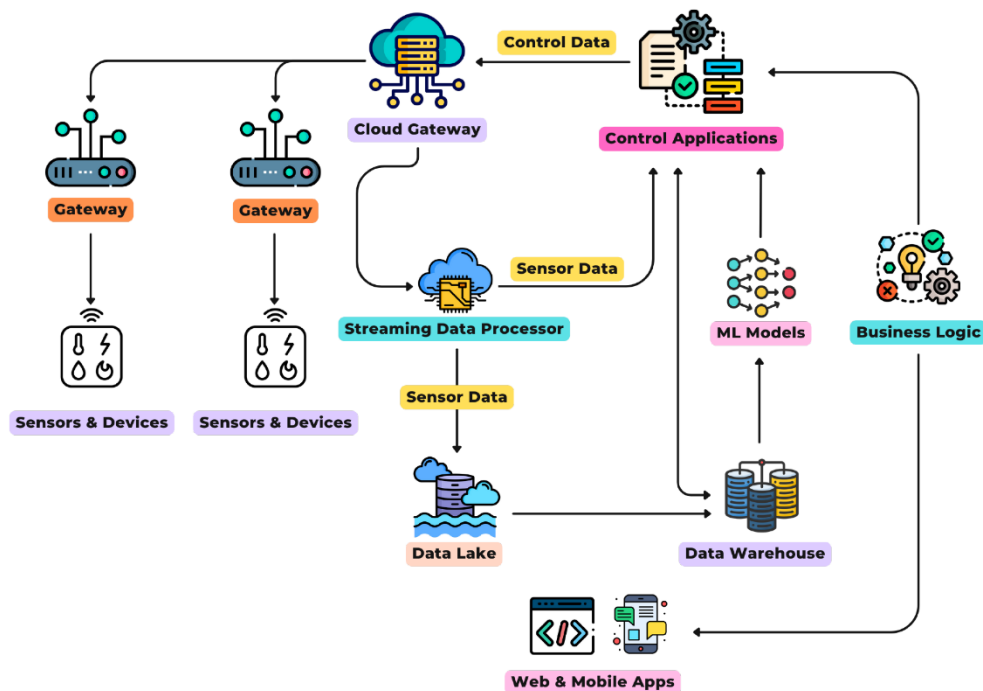 Control Data
Cloud Gateway
Control Applications
Gateway
Gateway
Sensor Data
Streaming Data Processor
ML Models
Business Logic
Sensor Data
Sensors & Devices
Sensors & Devices
Data Lake
Data Warehouse
Web & Mobile Apps